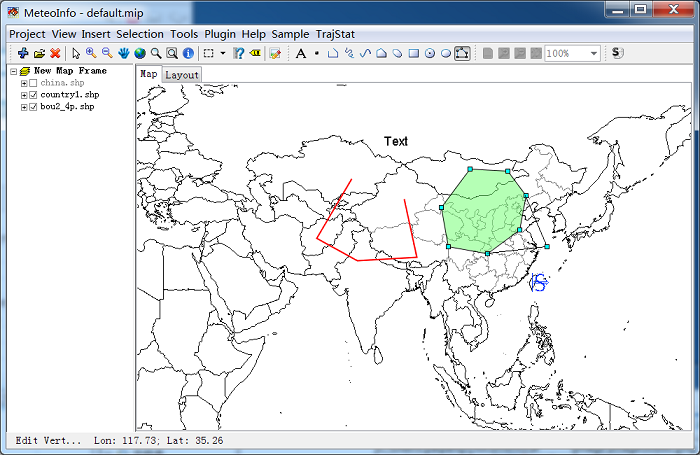 MeteoInfo - default.mip
Project View Insert Selection Tools Plugin Help Sample TrajStat
A 100% S
New Map Frame
china.shp
country1.shp
bou2_4p.shp
Map Layout
Text
Edit Vert... Lon: 117.73; Lat: 35.26